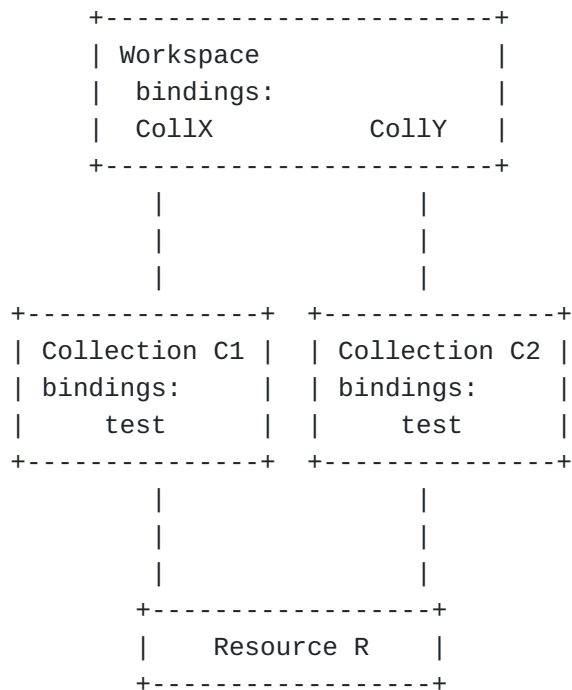 Workspace
bindings:
CollX CollY
Collection C1 Collection C2
bindings: bindings:
test test
Resource R